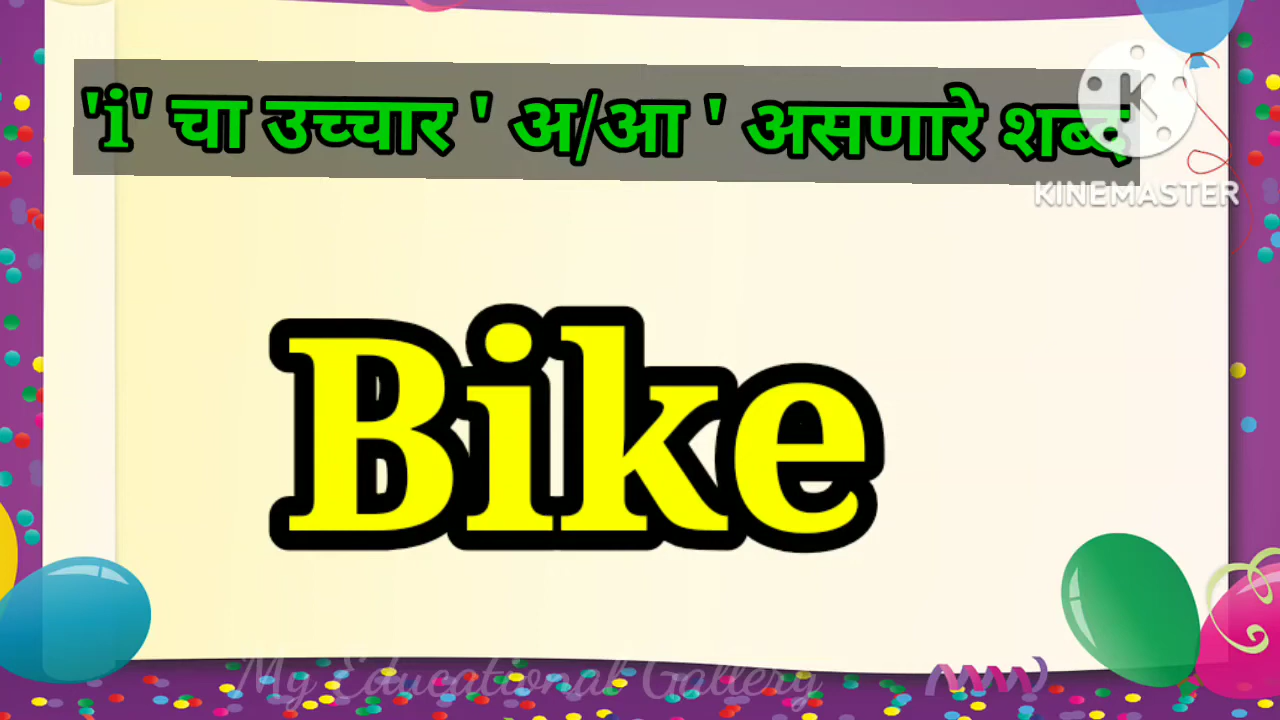 'i' चा उच्चार ' अ/आ ' असणारे शब्द
K
KINEMASTER
Bike
My Educational Gallery